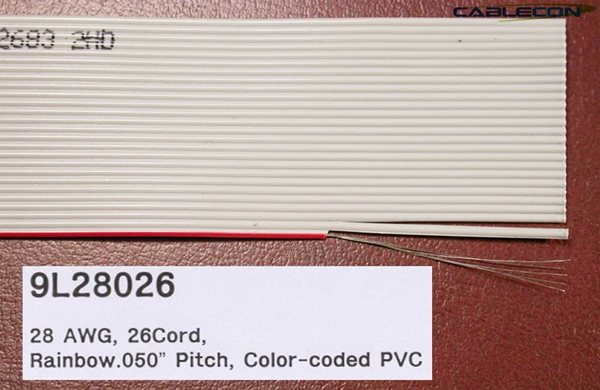 CABLECON
2683 2HD
9L28026
28 AWG, 26Cord,
Rainbow.050” Pitch, Color-coded PVC